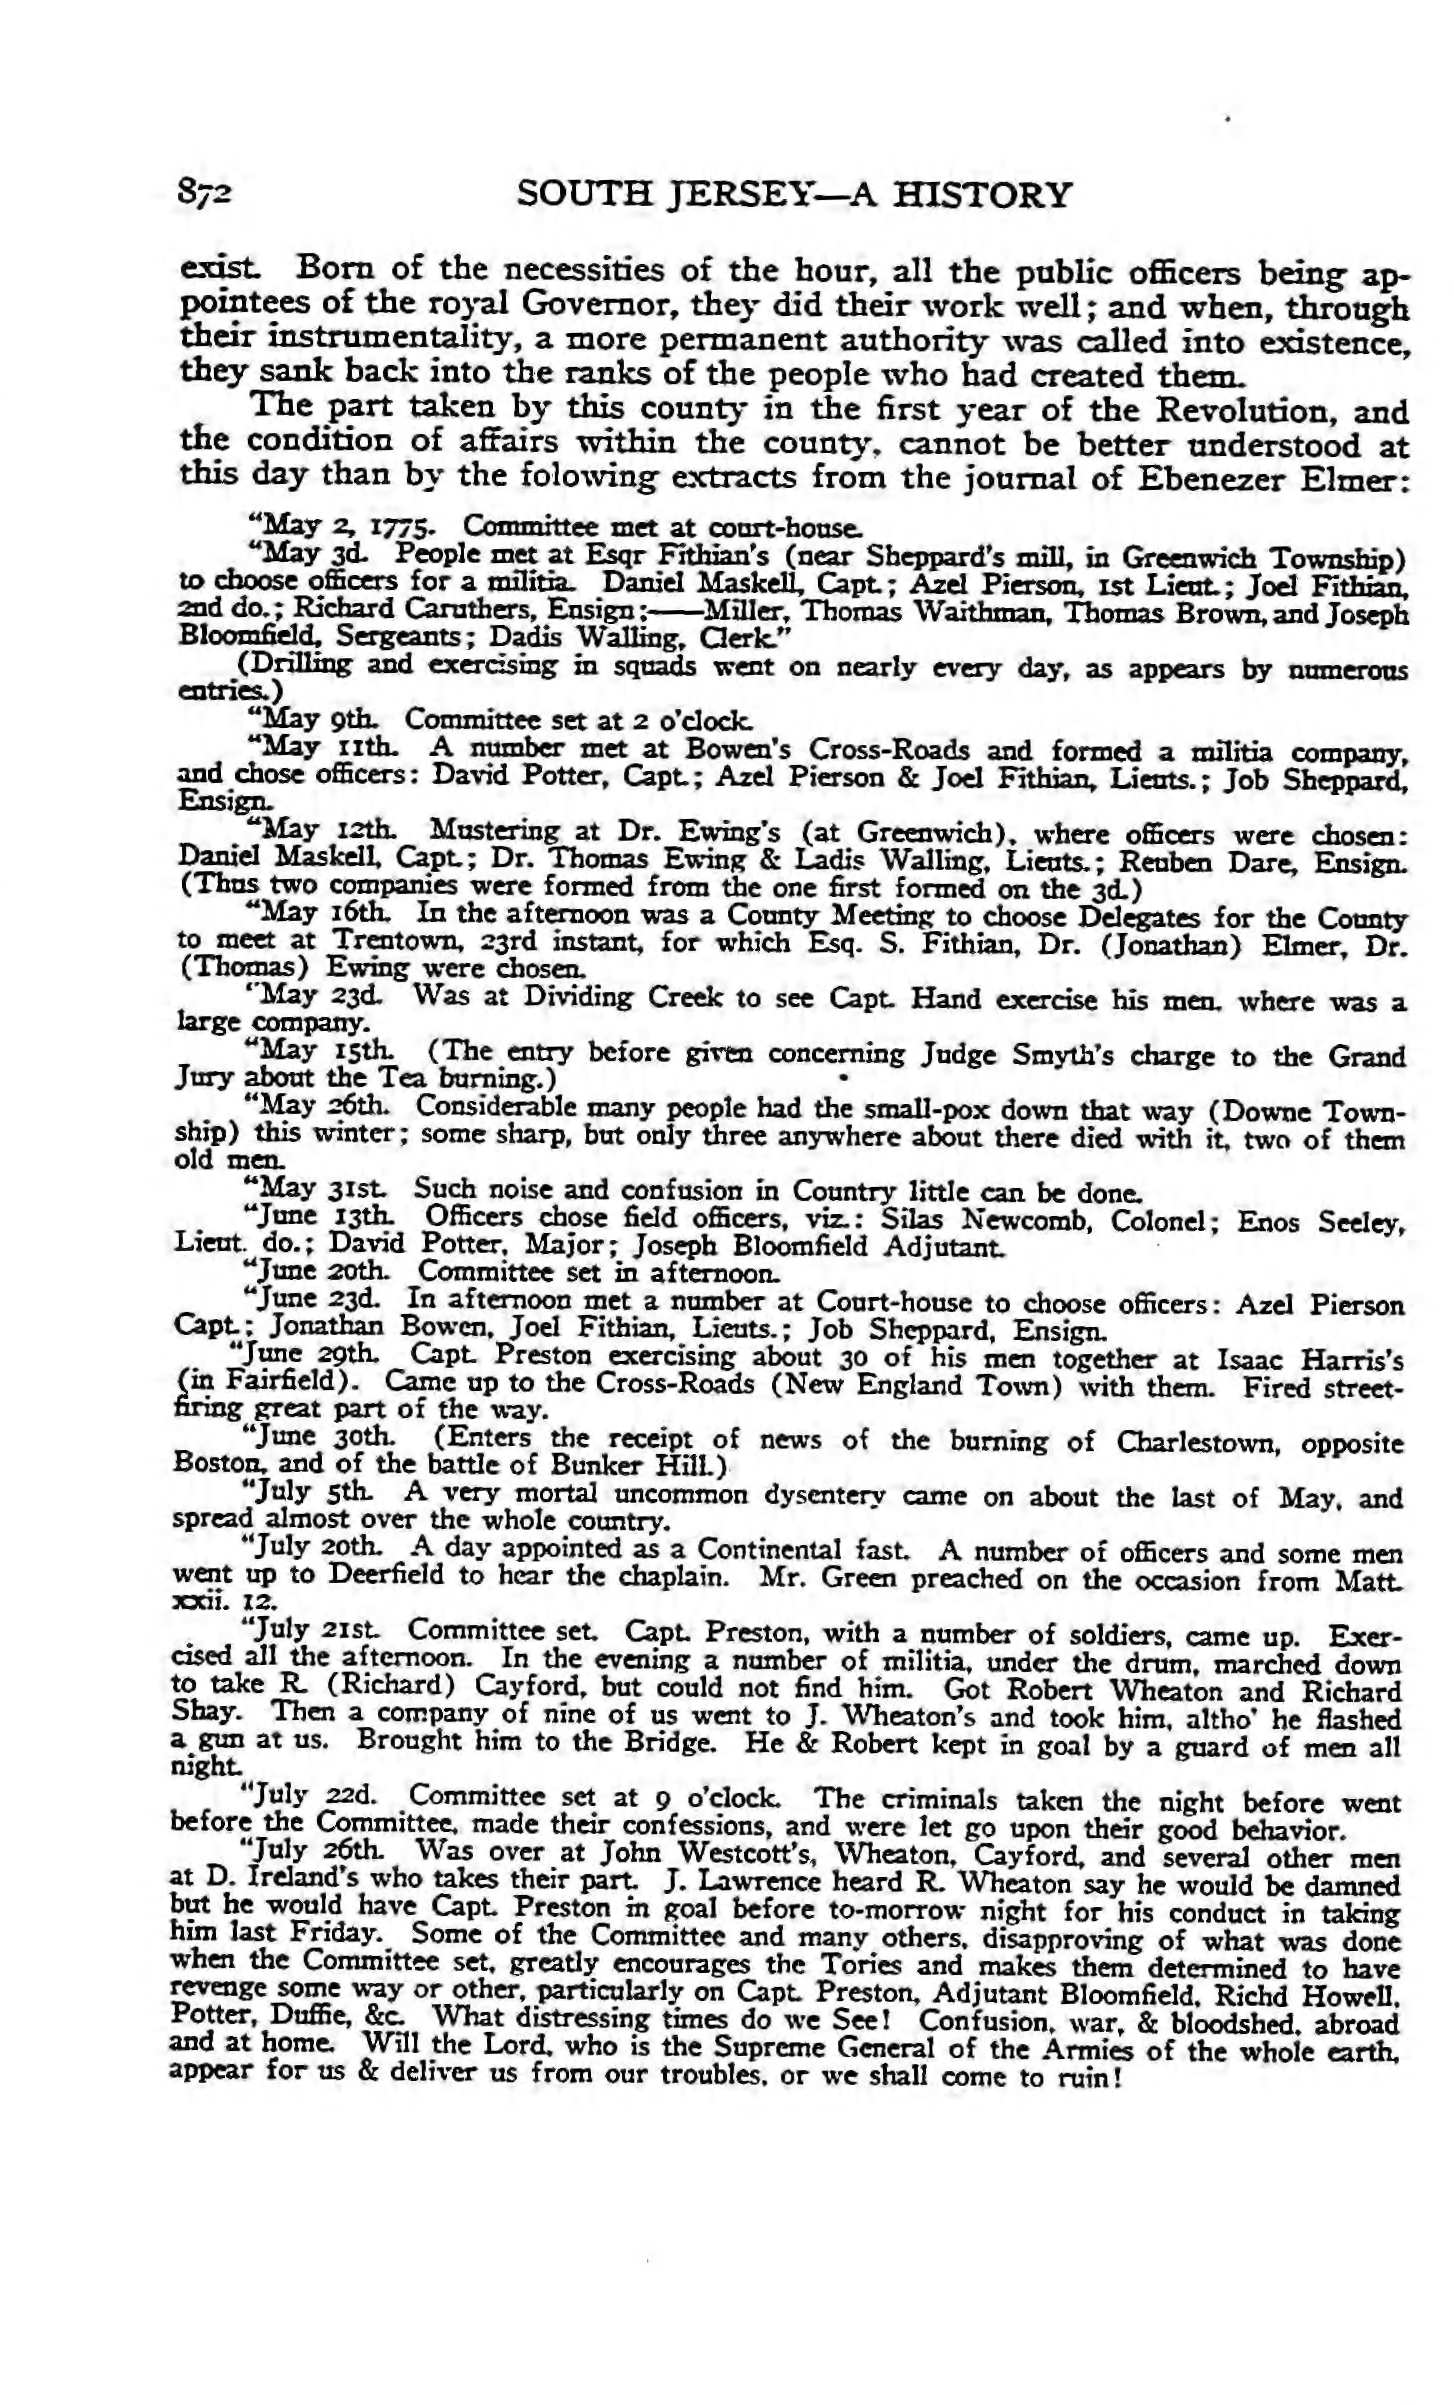 872 SOUTH JERSEY—A HISTORY
exist. Born of the necessities of the hour, all the public officers being ap-
pointees of the royal Governor, they did their work well; and when, through
their instrumentality, a more permanent authority was called into existence,
they sank back into the ranks of the people who had created them.
The part taken by this county in the first year of the Revolution, and
the condition of affairs within the county, cannot be better understood at
this day than by the folowing extracts from the journal of Ebenezer Elmer:
"May 2, 1775. Committee met at court-house.
"May 3d. People met at Esqr Fithian's (near Sheppard's mill, in Greenwich Township)
to choose officers for a militia. Daniel Maskell, Capt.; Azel Pierson, 1st Lieut.; Joel Fithian,
2nd do.; Richard Caruthers, Ensign;——Miller, Thomas Waithman, Thomas Brown, and Joseph
Bloomfield, Sergeants; Dadis Walling, Clerk."
(Drilling and exercising in squads went on nearly every day, as appears by numerous
entries.)
"May 9th. Committee set at 2 o'clock.
"May 11th. A number met at Bowen's Cross-Roads and formed a militia company,
and chose officers: David Potter, Capt.; Azel Pierson & Joel Fithian, Lieuts.; Job Sheppard,
Ensign.
"May 12th. Mustering at Dr. Ewing's (at Greenwich), where officers were chosen:
Daniel Maskell, Capt.; Dr. Thomas Ewing & Ladis Walling, Lieuts.; Reuben Dare, Ensign.
(Thus two companies were formed from the one first formed on the 3d.)
"May 16th. In the afternoon was a County Meeting to choose Delegates for the County
to meet at Trentown, 23rd instant, for which Esq. S. Fithian, Dr. (Jonathan) Elmer, Dr.
(Thomas) Ewing were chosen.
"May 23d. Was at Dividing Creek to see Capt. Hand exercise his men, where was a
large company.
"May 15th. (The entry before given concerning Judge Smyth's charge to the Grand
Jury about the Tea burning.)
"May 26th. Considerable many people had the small-pox down that way (Downe Town-
ship) this winter; some sharp, but only three anywhere about there died with it, two of them
old men.
"May 31st. Such noise and confusion in Country little can be done.
"June 13th. Officers chose field officers, viz.: Silas Newcomb, Colonel; Enos Seeley,
Lieut. do.; David Potter, Major; Joseph Bloomfield Adjutant.
"June 20th. Committee set in afternoon.
"June 23d. In afternoon met a number at Court-house to choose officers: Azel Pierson
Capt.; Jonathan Bowen, Joel Fithian, Lieuts.; Job Sheppard, Ensign.
"June 29th. Capt. Preston exercising about 30 of his men together at Isaac Harris's
(in Fairfield). Came up to the Cross-Roads (New England Town) with them. Fired street-
firing great part of the way.
"June 30th. (Enters the receipt of news of the burning of Charlestown, opposite
Boston, and of the battle of Bunker Hill.)
"July 5th. A very mortal uncommon dysentery came on about the last of May, and
spread almost over the whole country.
"July 20th. A day appointed as a Continental fast. A number of officers and some men
went up to Deerfield to hear the chaplain. Mr. Green preached on the occasion from Matt.
xxii. 12.
"July 21st. Committee set. Capt. Preston, with a number of soldiers, came up. Exer-
cised all the afternoon. In the evening a number of militia, under the drum, marched down
to take R. (Richard) Cayford, but could not find him. Got Robert Wheaton and Richard
Shay. Then a company of nine of us went to J. Wheaton's and took him, altho' he flashed
a gun at us. Brought him to the Bridge. He & Robert kept in goal by a guard of men all
night.
"July 22d. Committee set at 9 o'clock. The criminals taken the night before went
before the Committee, made their confessions, and were let go upon their good behavior.
"July 26th. Was over at John Westcott's, Wheaton, Cayford, and several other men
at D. Ireland's who takes their part. J. Lawrence heard R. Wheaton say he would be damned
but he would have Capt. Preston in goal before to-morrow night for his conduct in taking
him last Friday. Some of the Committee and many others, disapproving of what was done
when the Committee set, greatly encourages the Tories and makes them determined to have
revenge some way or other, particularly on Capt. Preston, Adjutant Bloomfield, Richd Howell,
Potter, Duffie, &c. What distressing times do we See! Confusion, war, & bloodshed, abroad
and at home. Will the Lord, who is the Supreme General of the Armies of the whole earth,
appear for us & deliver us from our troubles, or we shall come to ruin!